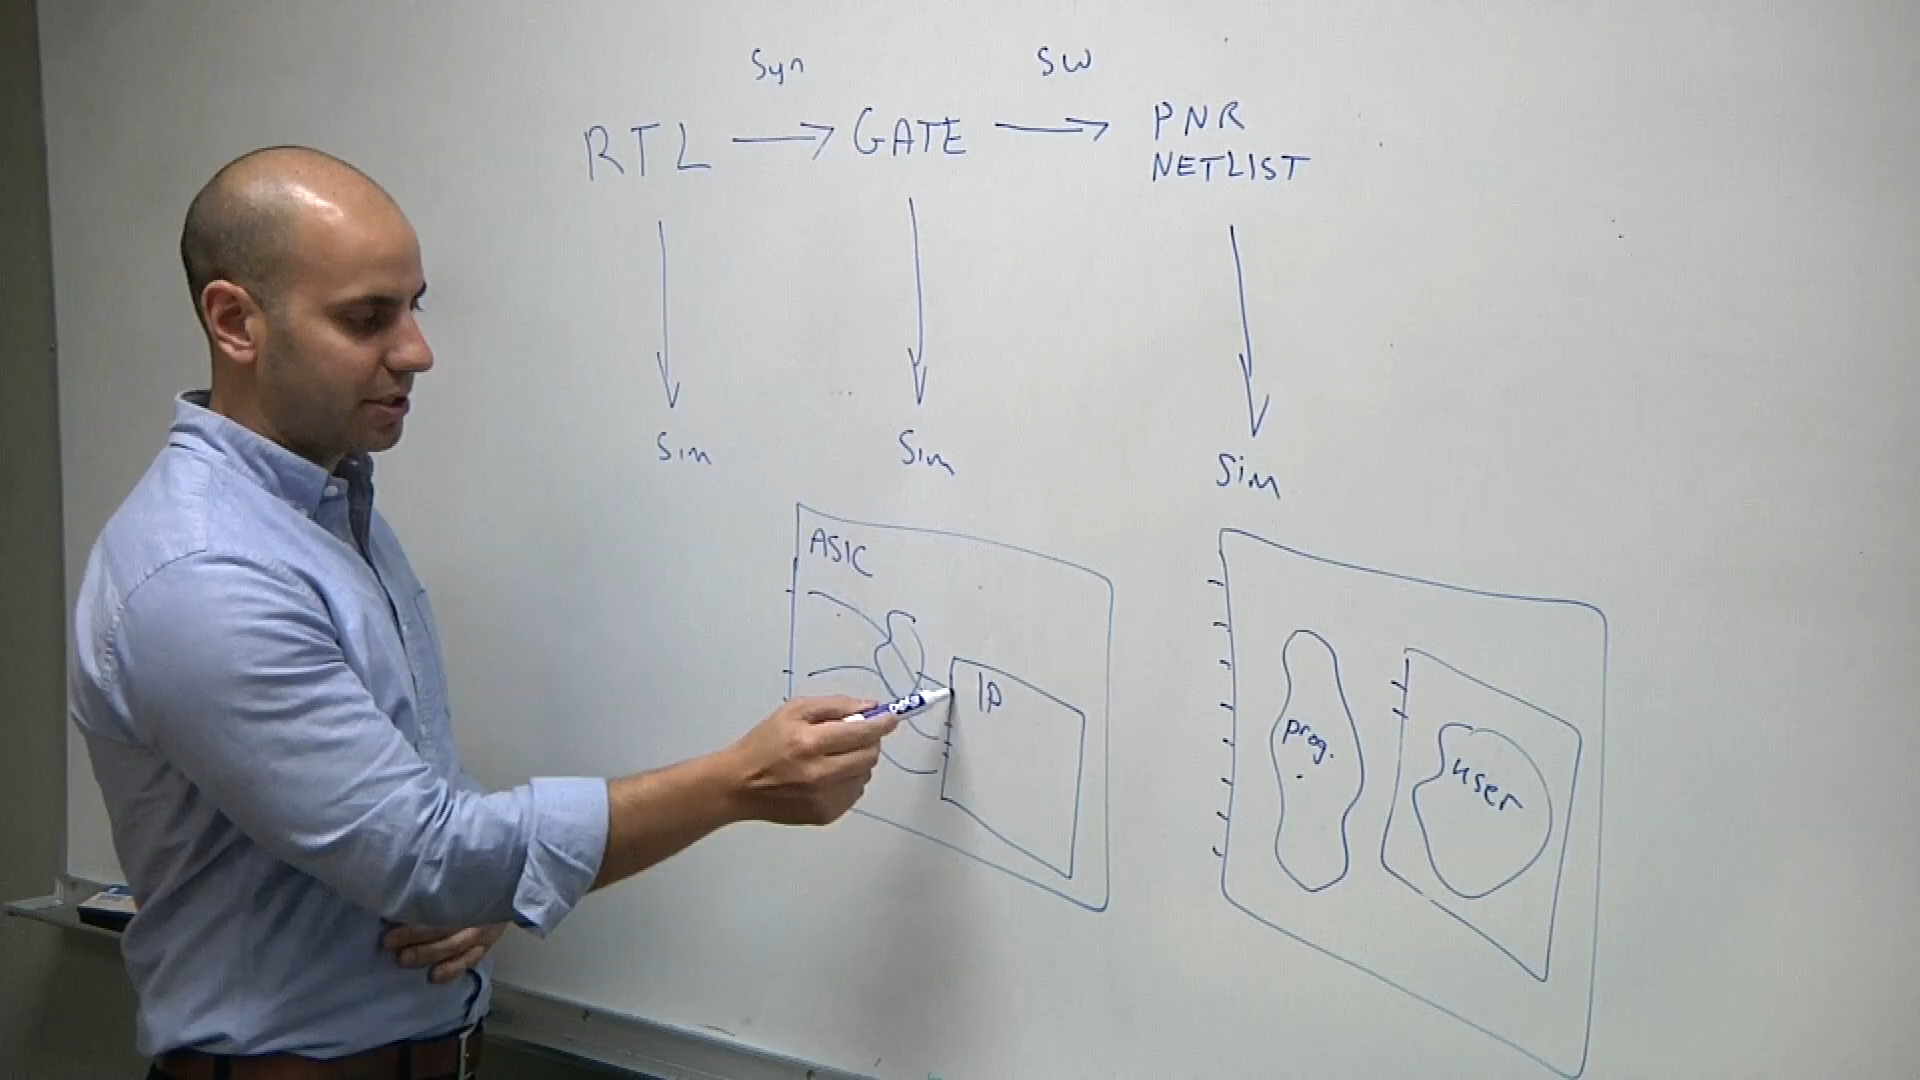 Syn
SW
RTL
GATE
PNR
NETLIST
Sim
Sim
Sim
ASIC
IP
prog.
user